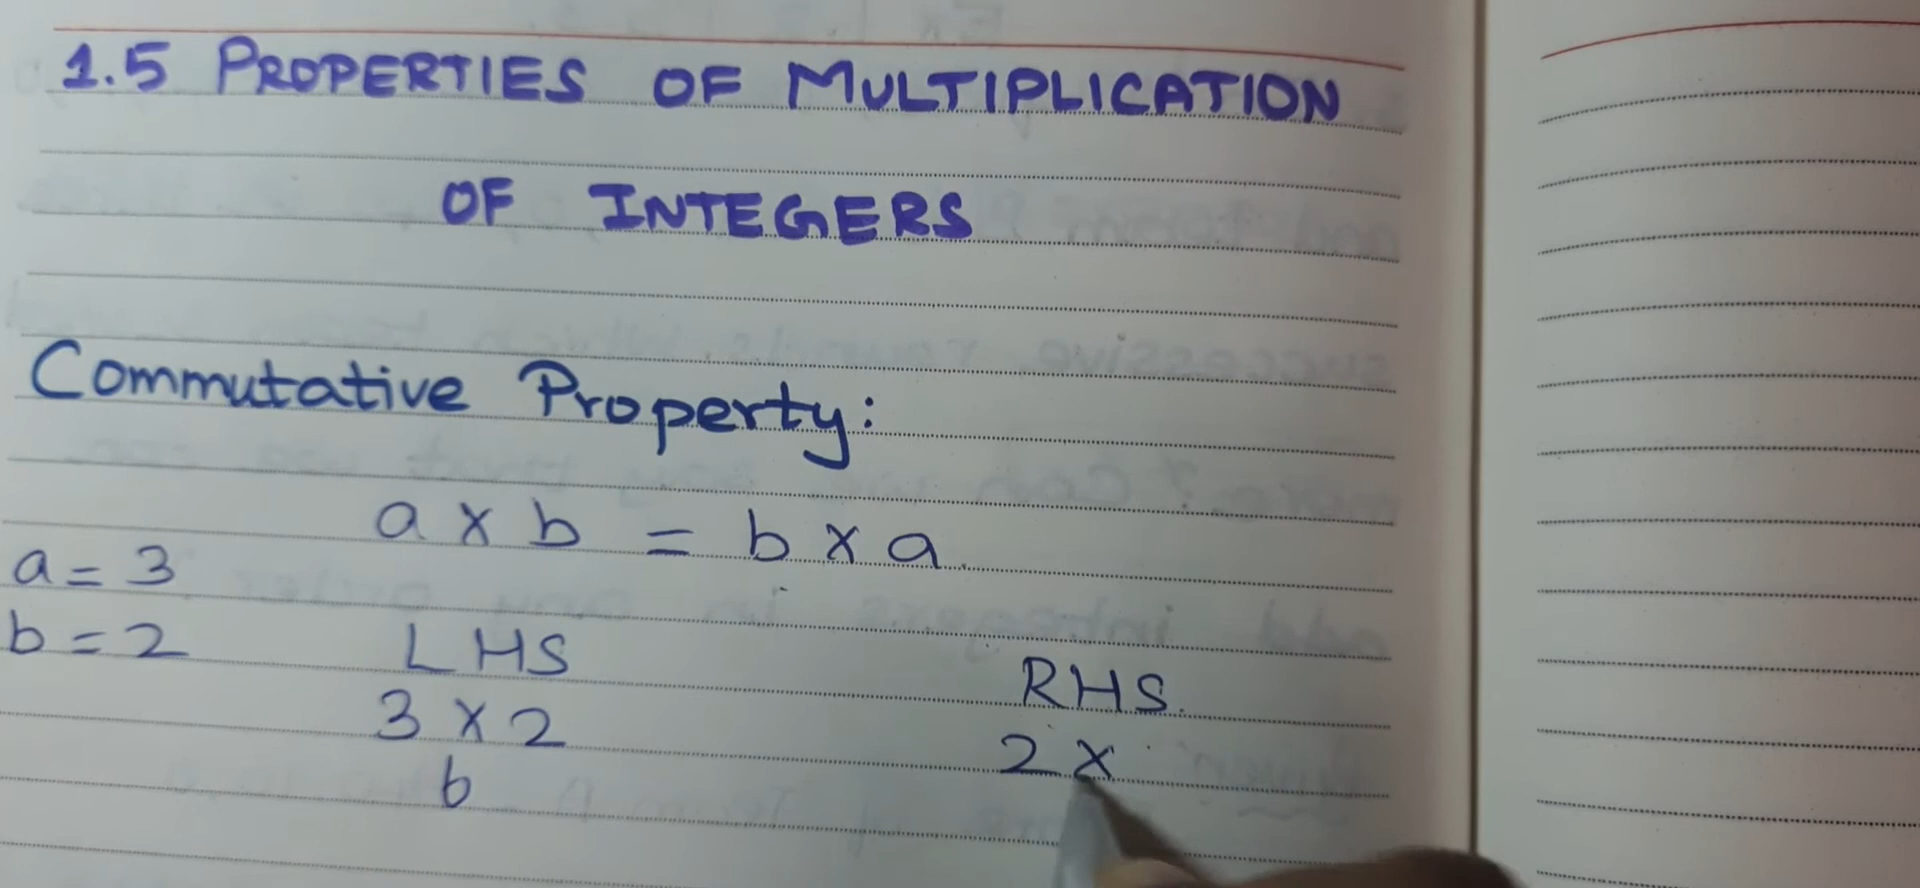 1.5 PROPERTIES OF MULTIPLICATION
OF INTEGERS
Commutative Property:
a x b = b x a
a = 3
b = 2 LHS RHS
3 x 2 2 x
6